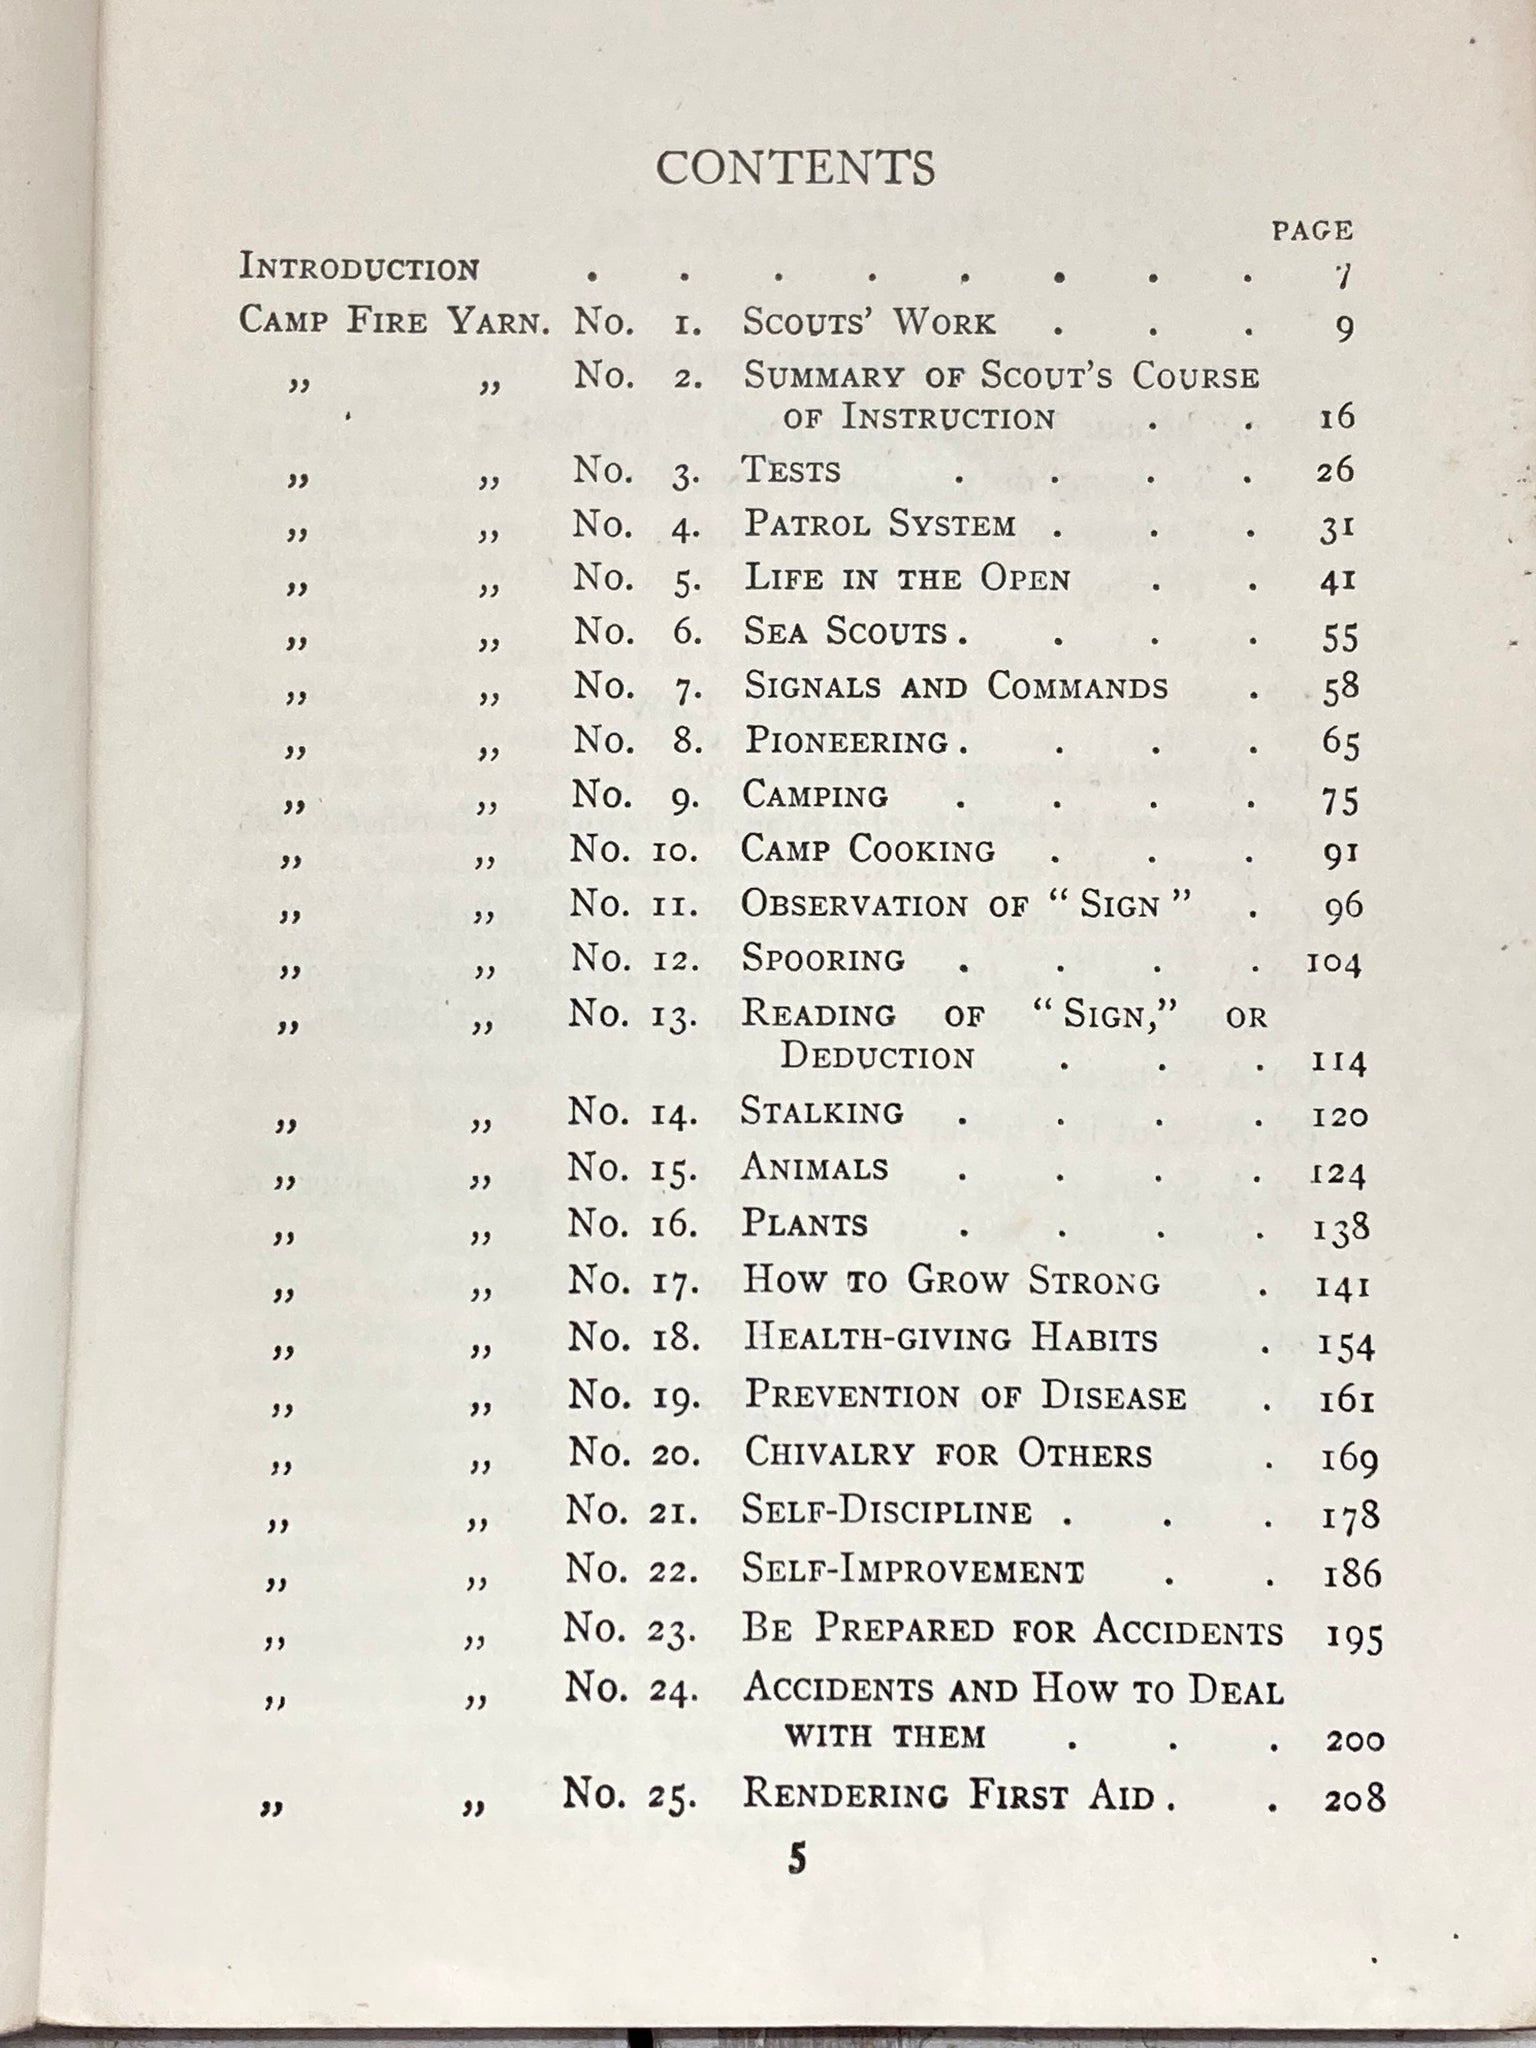 CONTENTS
PAGE
INTRODUCTION . . . . . . . . 7
CAMP FIRE YARN. No. 1. SCOUTS' WORK . . . 9
„ „ No. 2. SUMMARY OF SCOUT'S COURSE
OF INSTRUCTION . . 16
„ „ No. 3. TESTS . . . . 26
„ „ No. 4. PATROL SYSTEM . . . 31
„ „ No. 5. LIFE IN THE OPEN . . 41
„ „ No. 6. SEA SCOUTS . . . . 55
„ „ No. 7. SIGNALS AND COMMANDS . 58
„ „ No. 8. PIONEERING . . . . 65
„ „ No. 9. CAMPING . . . . 75
„ „ No. 10. CAMP COOKING . . . 91
„ „ No. 11. OBSERVATION OF "SIGN" . 96
„ „ No. 12. SPOORING . . . . 104
„ „ No. 13. READING OF "SIGN," OR
DEDUCTION . . . 114
„ „ No. 14. STALKING . . . . 120
„ „ No. 15. ANIMALS . . . . 124
„ „ No. 16. PLANTS . . . . 138
„ „ No. 17. HOW TO GROW STRONG . 141
„ „ No. 18. HEALTH-GIVING HABITS . 154
„ „ No. 19. PREVENTION OF DISEASE . 161
„ „ No. 20. CHIVALRY FOR OTHERS . 169
„ „ No. 21. SELF-DISCIPLINE . . . 178
„ „ No. 22. SELF-IMPROVEMENT . . 186
„ „ No. 23. BE PREPARED FOR ACCIDENTS 195
„ „ No. 24. ACCIDENTS AND HOW TO DEAL
WITH THEM . . . 200
„ „ No. 25. RENDERING FIRST AID . . 208
5